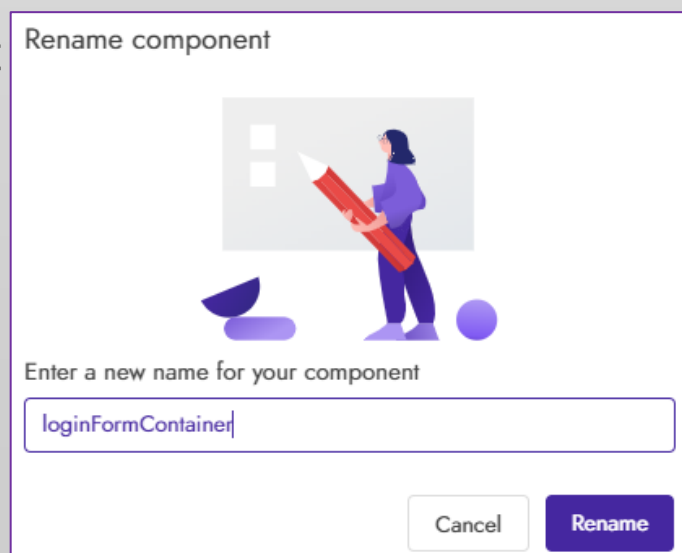 Rename component
Enter a new name for your component
loginFormContainer
Cancel
Rename